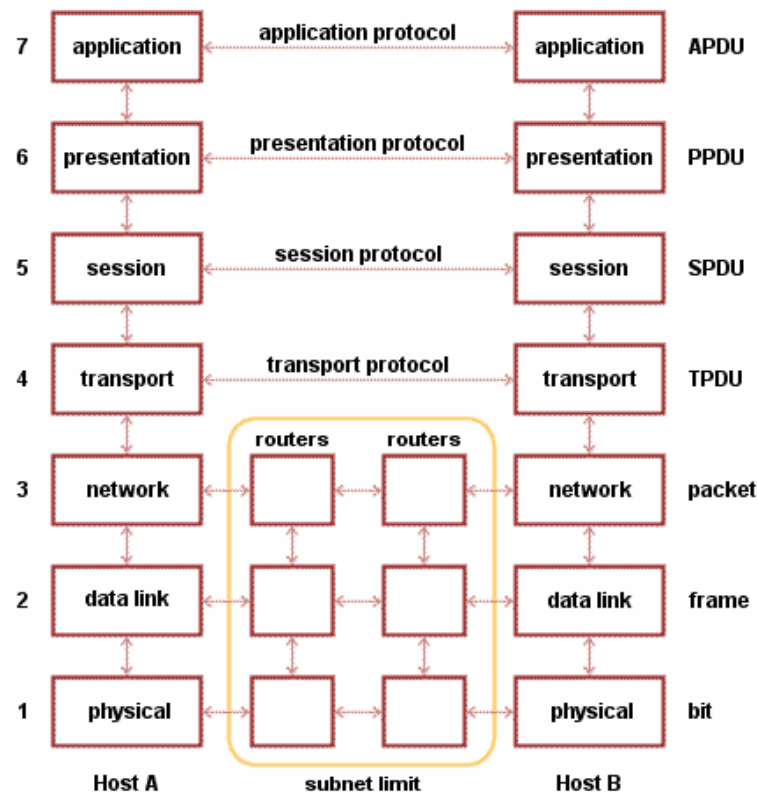 7 application application protocol application APDU
6 presentation presentation protocol presentation PPDU
5 session session protocol session SPDU
4 transport transport protocol transport TPDU
routers routers
3 network network packet
2 data link data link frame
1 physical physical bit
Host A subnet limit Host B